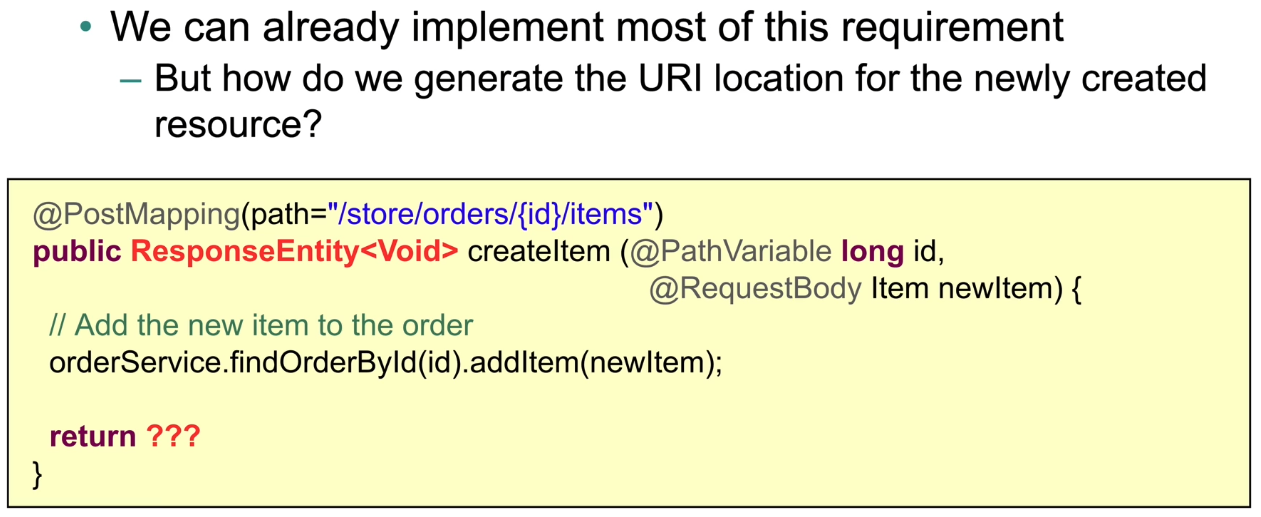 • We can already implement most of this requirement
– But how do we generate the URI location for the newly created
resource?
@PostMapping(path="/store/orders/{id}/items")
public ResponseEntity<Void> createItem (@PathVariable long id,
@RequestBody Item newItem) {
// Add the new item to the order
orderService.findOrderById(id).addItem(newItem);
return ???
}